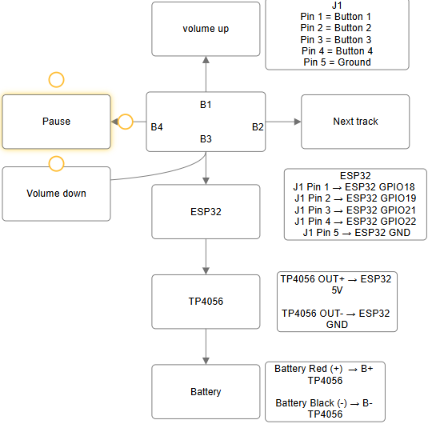 volume up
J1
Pin 1 = Button 1
Pin 2 = Button 2
Pin 3 = Button 3
Pin 4 = Button 4
Pin 5 = Ground
Pause
B1
B4
B2
B3
Next track
Volume down
ESP32
ESP32
J1 Pin 1 → ESP32 GPIO18
J1 Pin 2 → ESP32 GPIO19
J1 Pin 3 → ESP32 GPIO21
J1 Pin 4 → ESP32 GPIO22
J1 Pin 5 → ESP32 GND
TP4056
TP4056 OUT+ → ESP32
5V
TP4056 OUT- → ESP32
GND
Battery
Battery Red (+) → B+
TP4056
Battery Black (-) → B-
TP4056